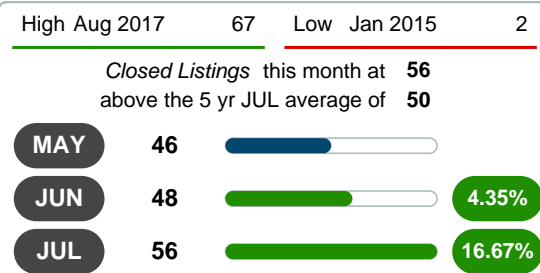 High Aug 2017 67 Low Jan 2015 2
Closed Listings this month at 56
above the 5 yr JUL average of 50
MAY 46
JUN 48 4.35%
JUL 56 16.67%